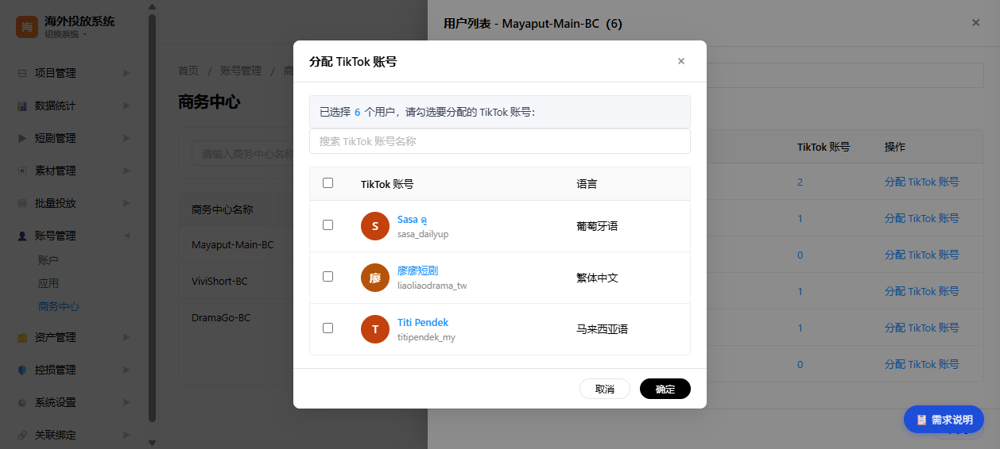 海
海外投放系统
切换系统
项目管理
数据统计
短剧管理
素材管理
批量投放
账号管理
账户
应用
商务中心
资产管理
控损管理
系统设置
关联绑定
首页 / 账号管理 / 商
商务中心
请输入商务中心名称
商务中心名称
Mayaput-Main-BC
ViviShort-BC
DramaGo-BC
用户列表 - Mayaput-Main-BC（6）
×
TikTok 账号 操作
2 分配 TikTok 账号
1 分配 TikTok 账号
0 分配 TikTok 账号
1 分配 TikTok 账号
1 分配 TikTok 账号
0 分配 TikTok 账号
分配 TikTok 账号
×
已选择 6 个用户，请勾选要分配的 TikTok 账号：
搜索 TikTok 账号名称
TikTok 账号 语言
S Sasa ดู
sasa_dailyup
葡萄牙语
廖 廖廖短剧
liaoliaodrama_tw
繁体中文
T Titi Pendek
titipendek_my
马来西亚语
取消 确定
需求说明